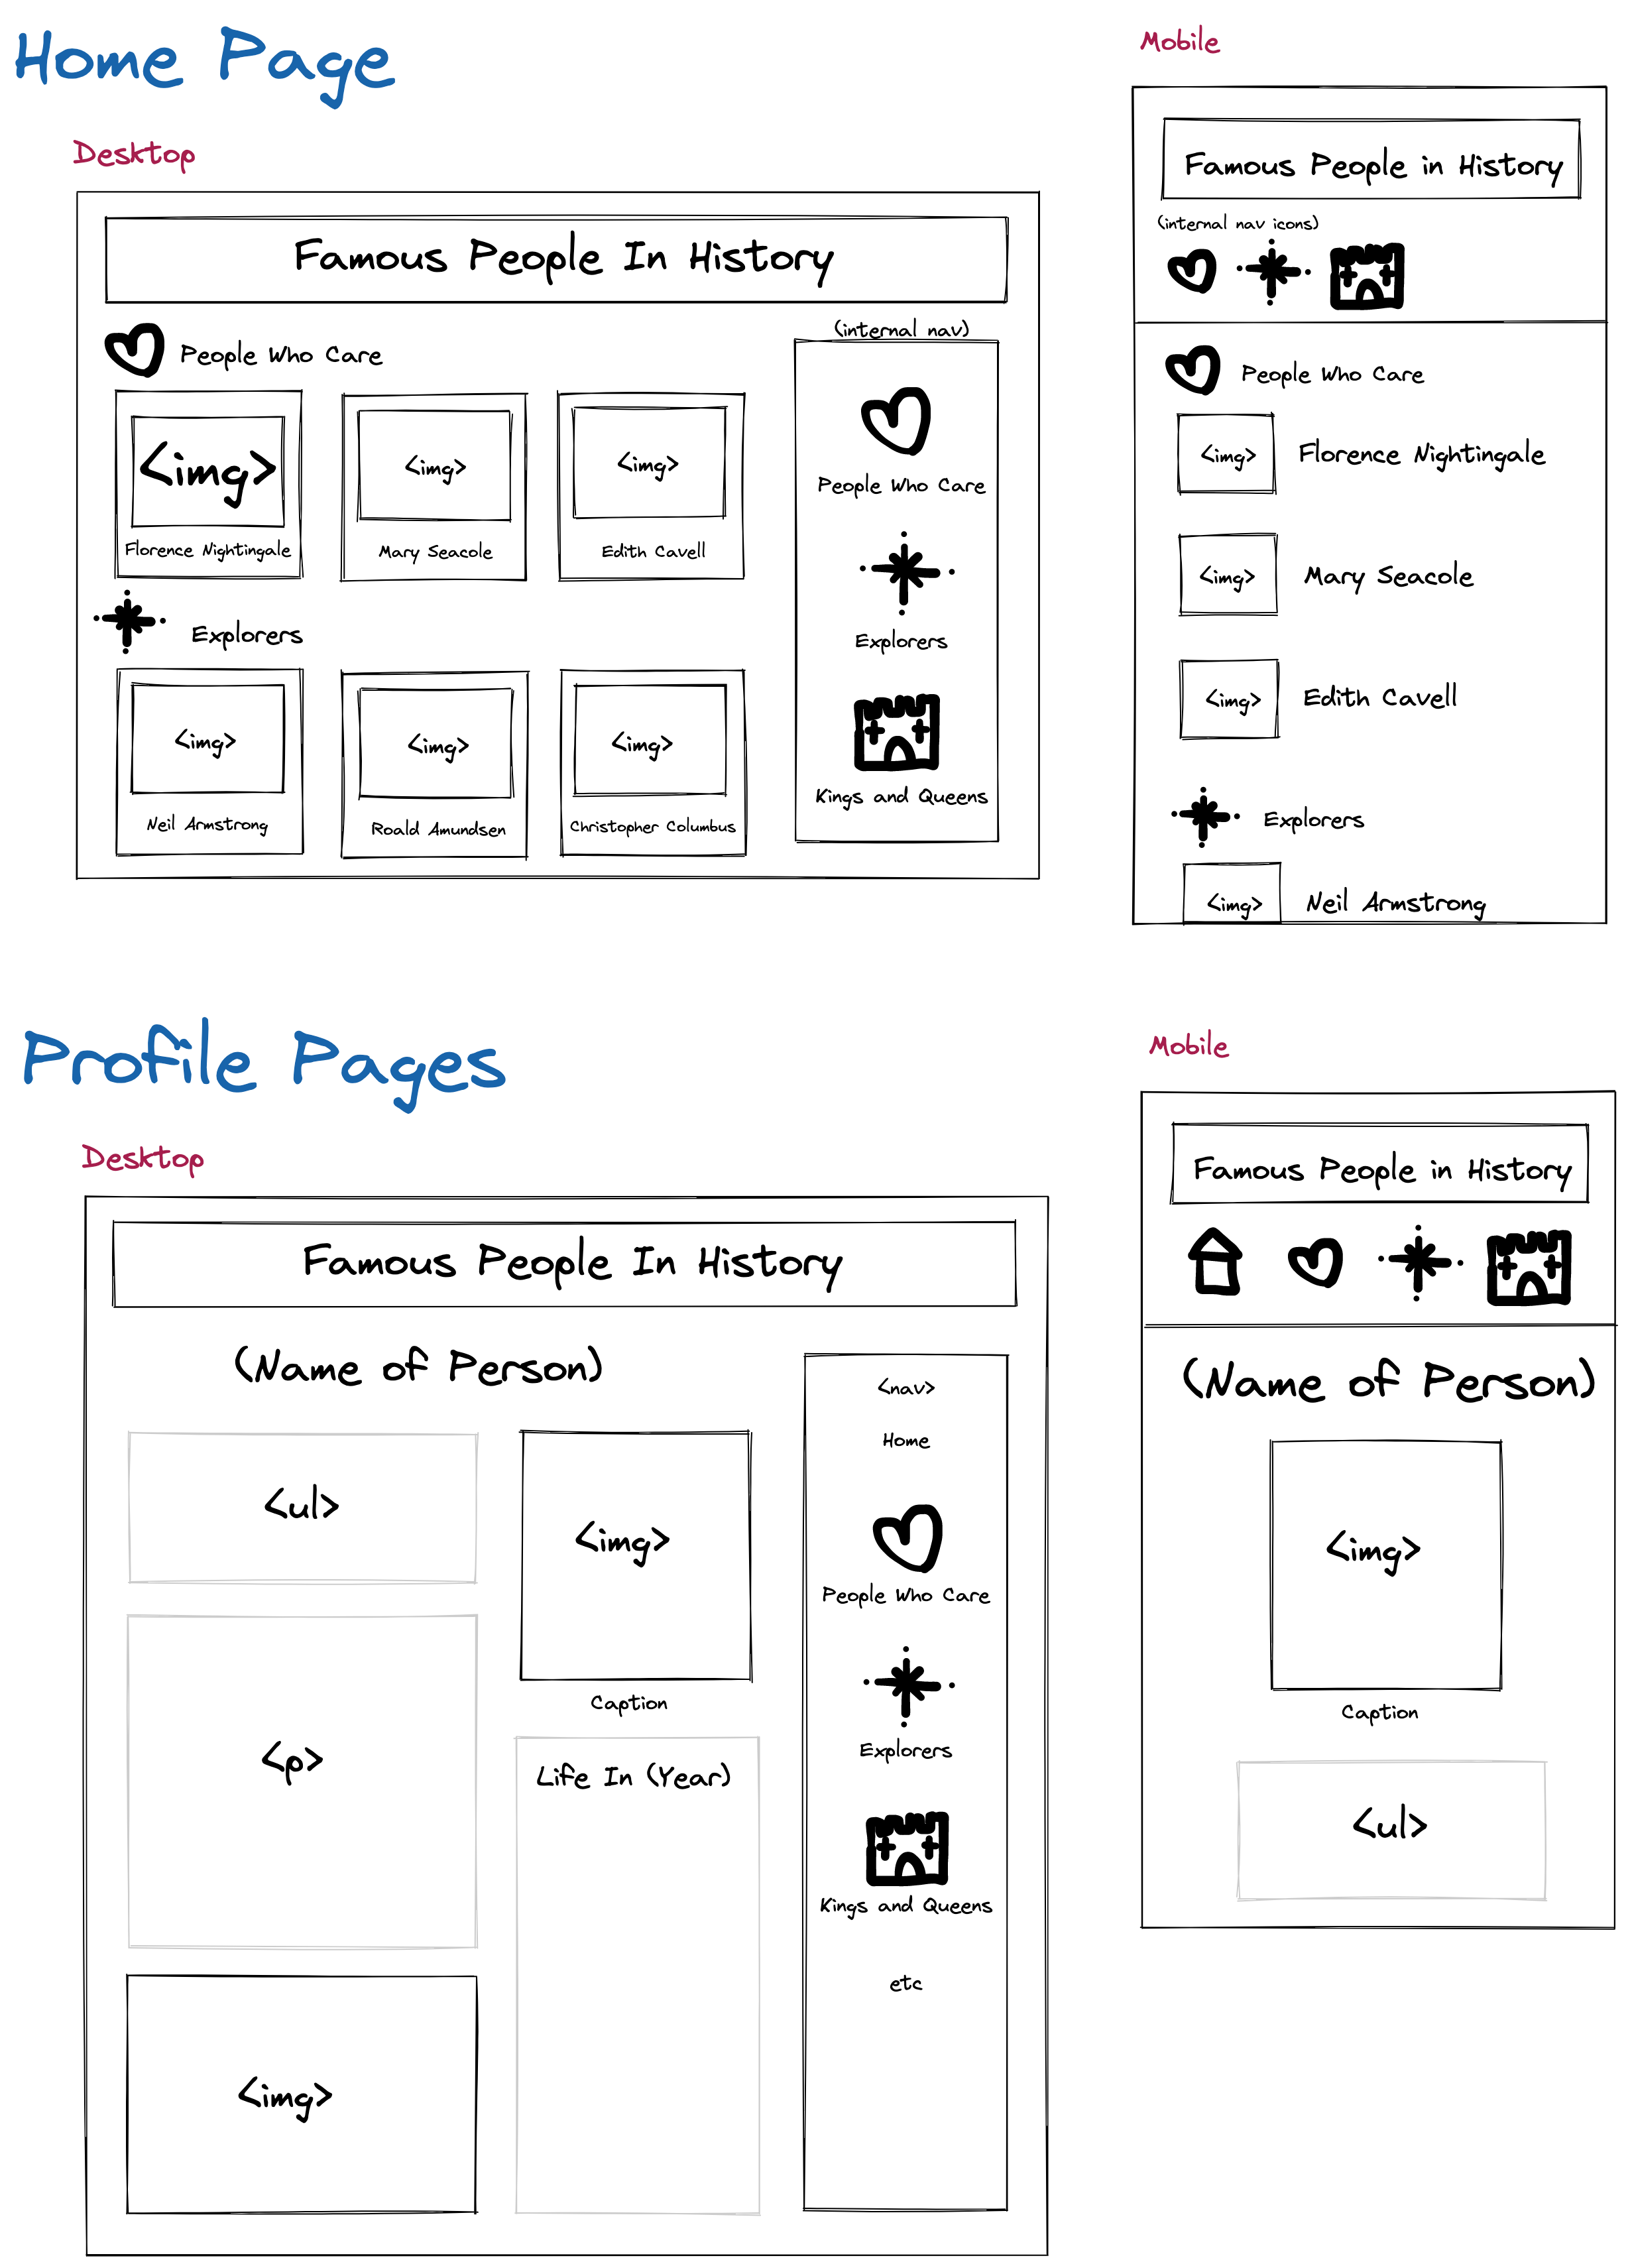 Home Page
Desktop
Famous People In History
People Who Care
<img>
<img>
<img>
Florence Nightingale
Mary Seacole
Edith Cavell
Explorers
<img>
<img>
<img>
Neil Armstrong
Roald Amundsen
Christopher Columbus
(internal nav)
People Who Care
Explorers
Kings and Queens
Mobile
Famous People in History
(internal nav icons)
People Who Care
<img> Florence Nightingale
<img> Mary Seacole
<img> Edith Cavell
Explorers
<img> Neil Armstrong
Profile Pages
Desktop
Famous People In History
(Name of Person)
<ul>
<p>
<img>
<img>
Caption
Life In (Year)
<nav>
Home
People Who Care
Explorers
Kings and Queens
etc
Mobile
Famous People in History
(Name of Person)
<img>
Caption
<ul>